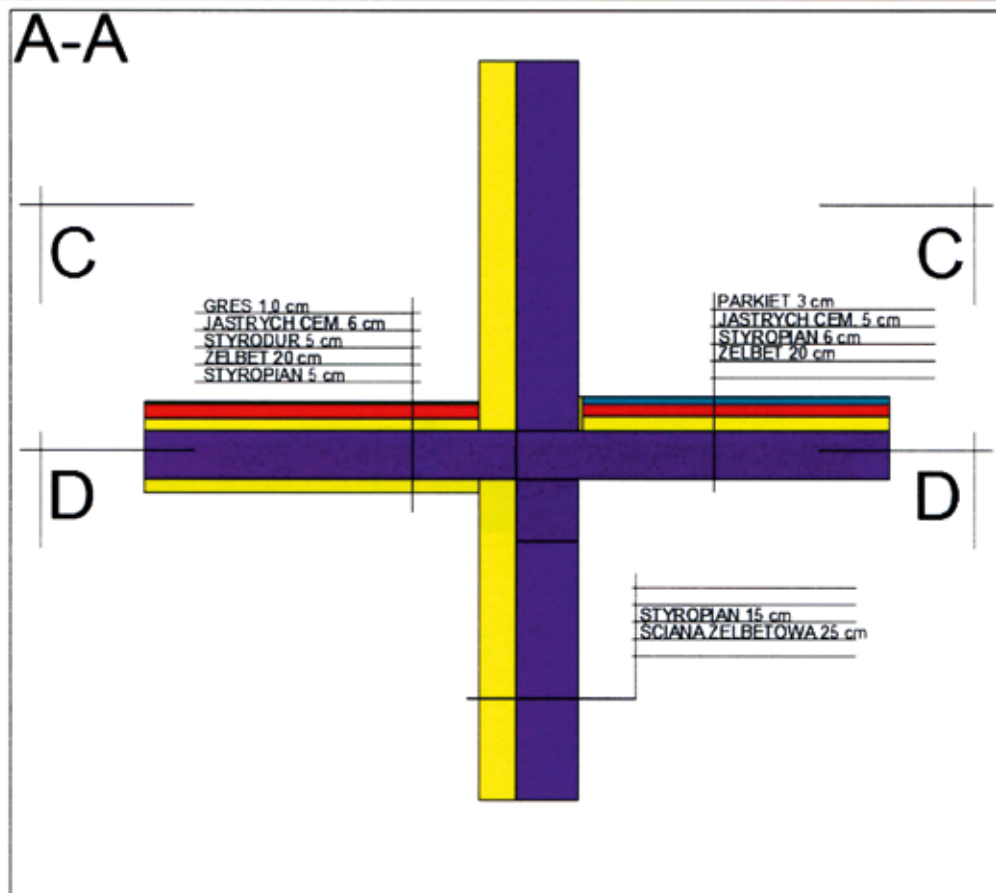 A-A
C
C
GRES 1,0 cm
JASTRYCH CEM. 6 cm
STYRODUR 5 cm
ŻELBET 20 cm
STYROPIAN 5 cm
PARKIET 3 cm
JASTRYCH CEM. 5 cm
STYROPIAN 6 cm
ŻELBET 20 cm
D
D
STYROPIAN 15 cm
ŚCIANA ŻELBETOWA 25 cm